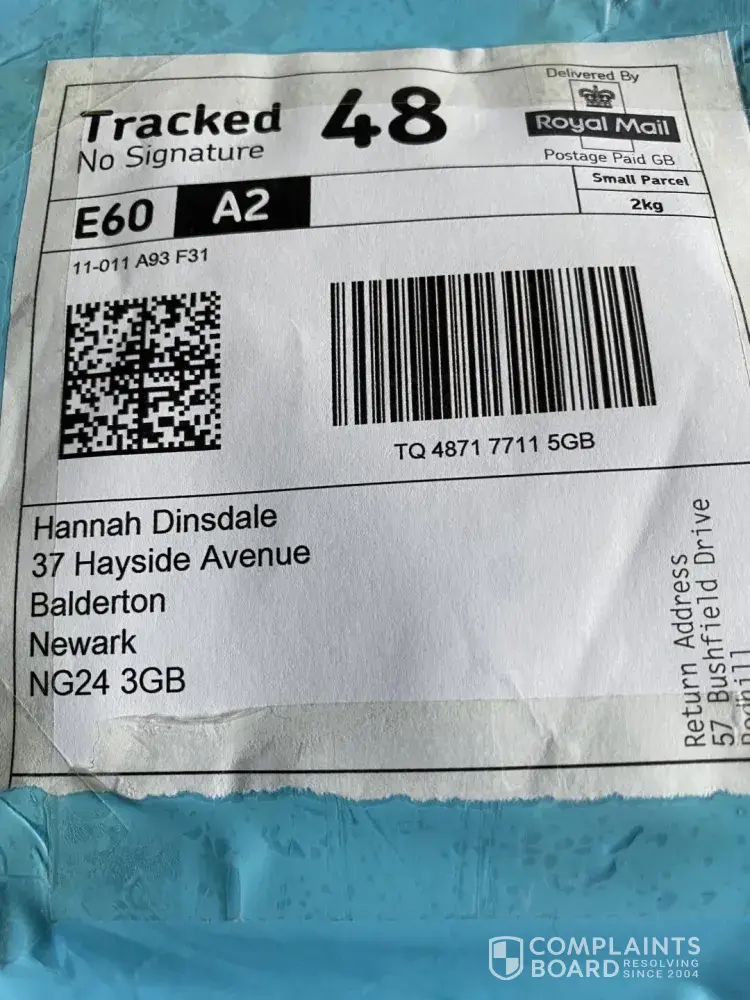 Delivered By
Tracked 48
No Signature
Royal Mail
Postage Paid GB
Small Parcel
2kg
E60 A2
11-011 A93 F31
TQ 4871 7711 5GB
Hannah Dinsdale
37 Hayside Avenue
Balderton
Newark
NG24 3GB
Return Address
57 Bushfield Drive
COMPLAINTS
BOARD RESOLVING
SINCE 2004